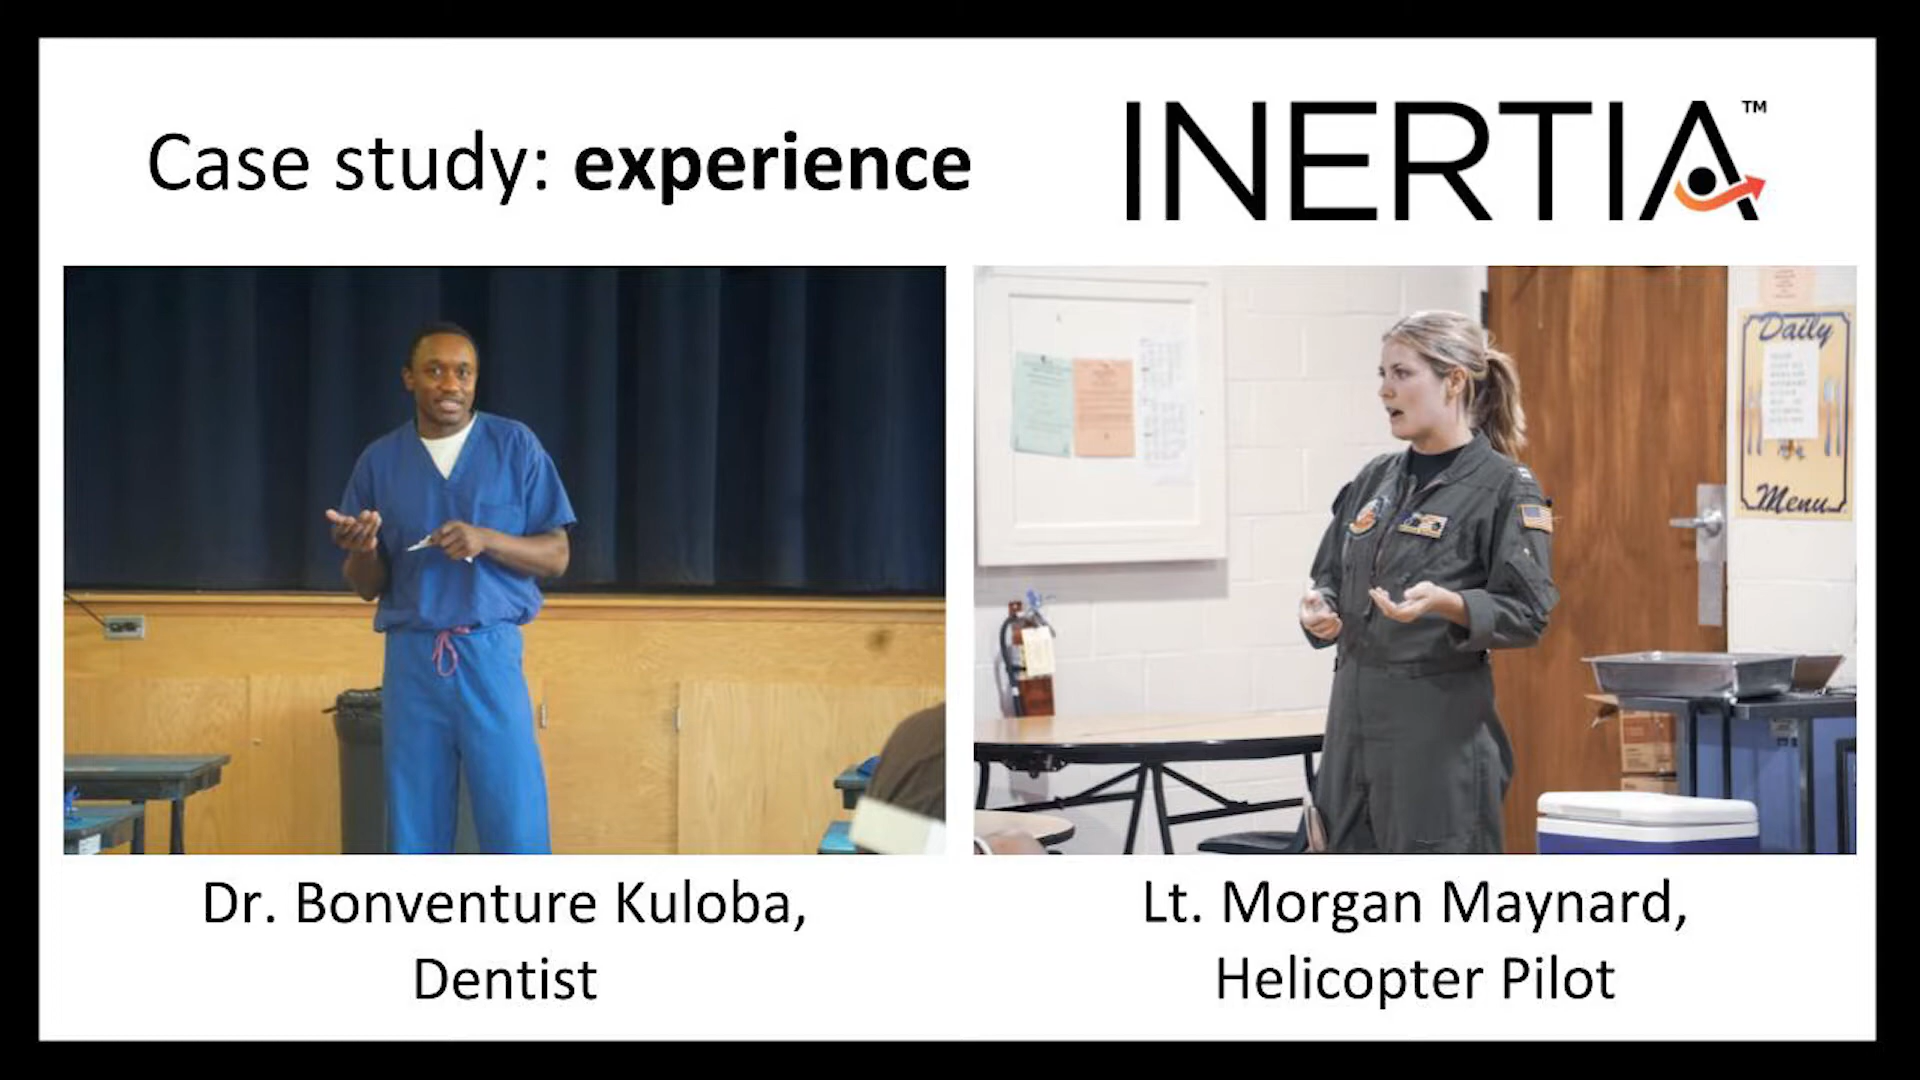 Case study: experience
INERTIA™
Daily
Menu
Dr. Bonventure Kuloba,
Dentist
Lt. Morgan Maynard,
Helicopter Pilot